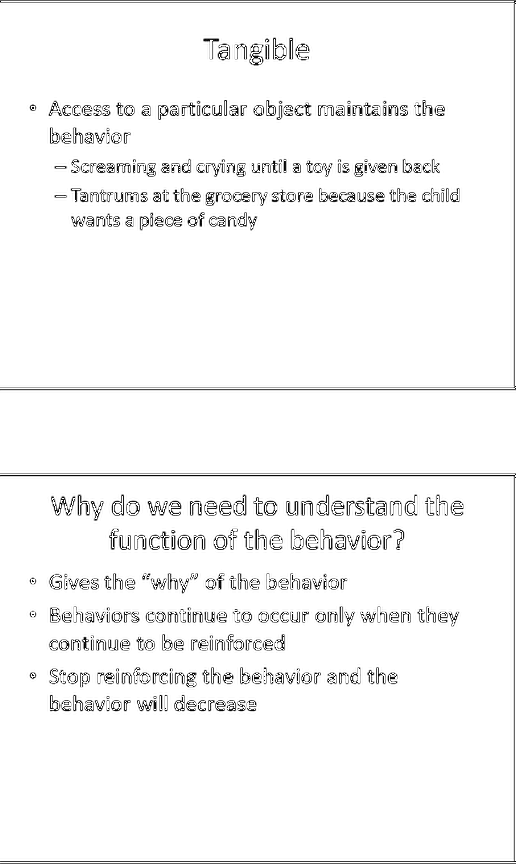 Tangible
• Access to a particular object maintains the
behavior
– Screaming and crying until a toy is given back
– Tantrums at the grocery store because the child
wants a piece of candy
Why do we need to understand the
function of the behavior?
• Gives the “why” of the behavior
• Behaviors continue to occur only when they
continue to be reinforced
• Stop reinforcing the behavior and the
behavior will decrease